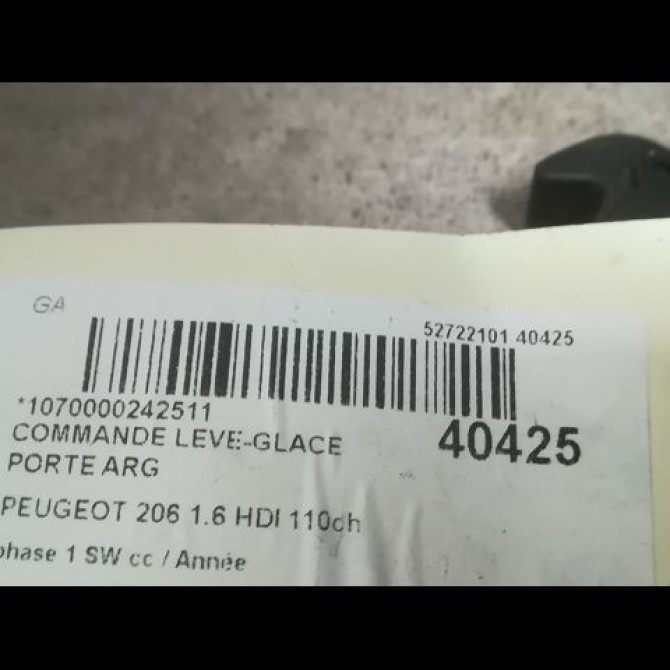 GA
52722101 40425
*1070000242511
40425
COMMANDE LEVE-GLACE
PORTE ARG
PEUGEOT 206 1.6 HDI 110ch
phase 1 SW cc / Année